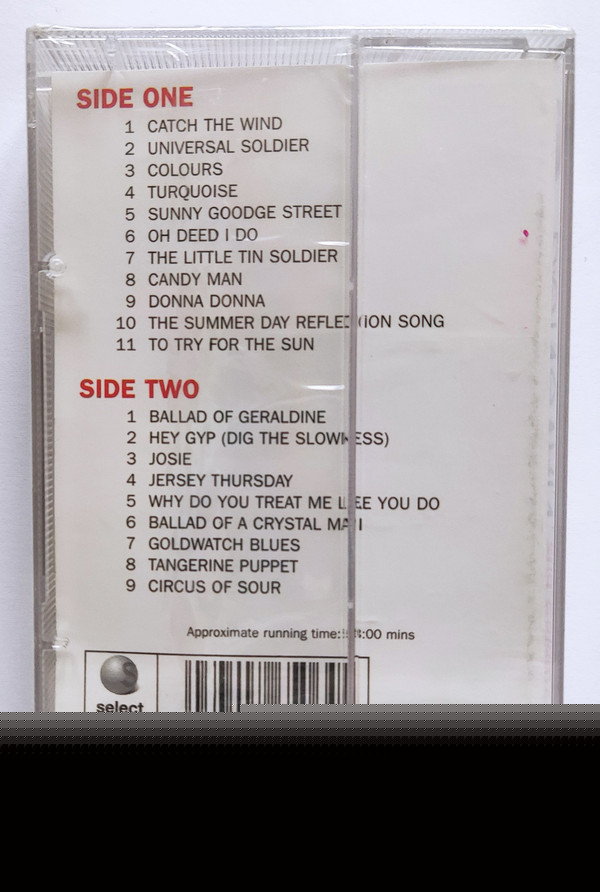 SIDE ONE
1 CATCH THE WIND
2 UNIVERSAL SOLDIER
3 COLOURS
4 TURQUOISE
5 SUNNY GOODGE STREET
6 OH DEED I DO
7 THE LITTLE TIN SOLDIER
8 CANDY MAN
9 DONNA DONNA
10 THE SUMMER DAY REFLECTION SONG
11 TO TRY FOR THE SUN
SIDE TWO
1 BALLAD OF GERALDINE
2 HEY GYP (DIG THE SLOWNESS)
3 JOSIE
4 JERSEY THURSDAY
5 WHY DO YOU TREAT ME YOU DO
6 BALLAD OF A CRYSTAL MAN
7 GOLDWATCH BLUES
8 TANGERINE PUPPET
9 CIRCUS OF SOUR
Approximate running time: mins
select